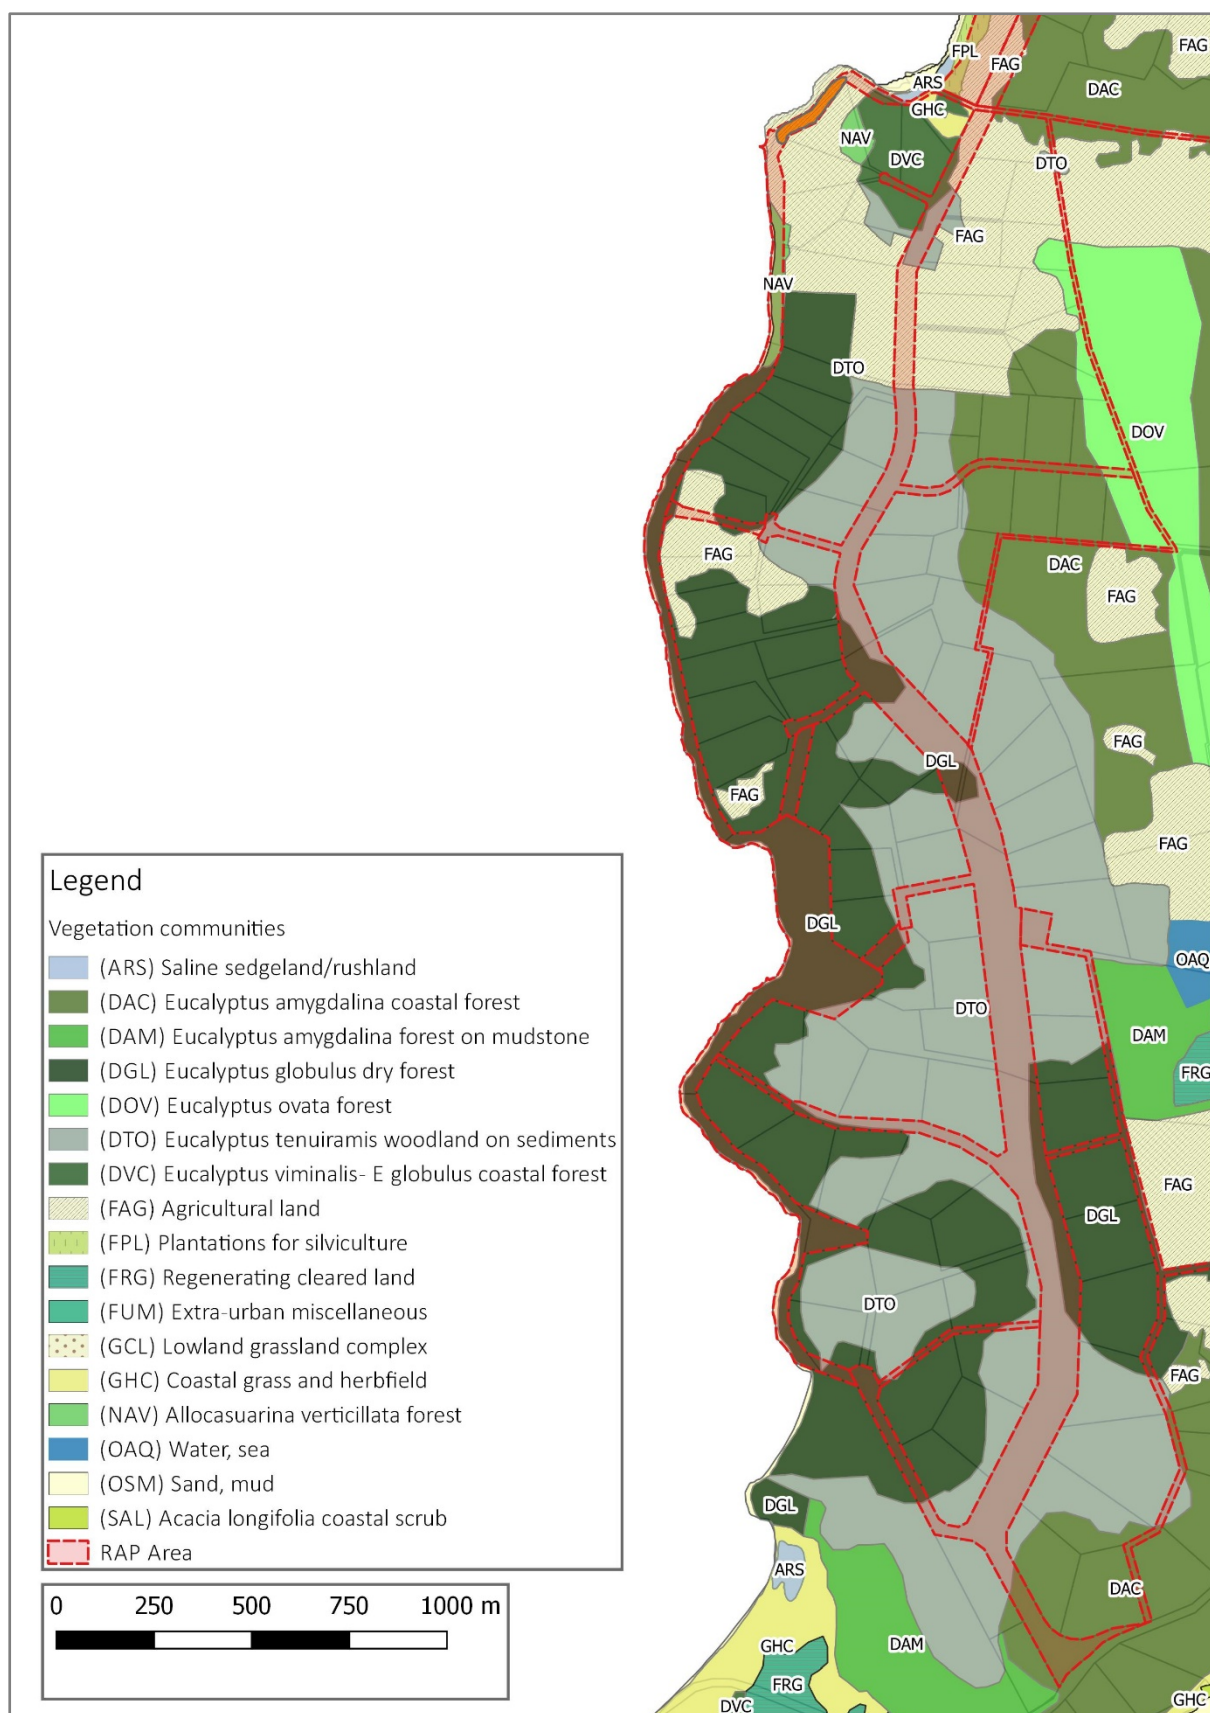 FAG
FPL
FAG
ARS
DAC
GHC
NAV
DVC
DTO
FAG
NAV
DTO
DOV
FAG
DAC
FAG
FAG
DGL
FAG
FAG
DGL
OAQ
DTO
DAM
FRG
FAG
DGL
DTO
FAG
DGL
ARS
DAC
GHC
DAM
FRG
DVC
GHC
Legend
Vegetation communities
(ARS) Saline sedgeland/rushland
(DAC) Eucalyptus amygdalina coastal forest
(DAM) Eucalyptus amygdalina forest on mudstone
(DGL) Eucalyptus globulus dry forest
(DOV) Eucalyptus ovata forest
(DTO) Eucalyptus tenuiramis woodland on sediments
(DVC) Eucalyptus viminalis- E globulus coastal forest
(FAG) Agricultural land
(FPL) Plantations for silviculture
(FRG) Regenerating cleared land
(FUM) Extra-urban miscellaneous
(GCL) Lowland grassland complex
(GHC) Coastal grass and herbfield
(NAV) Allocasuarina verticillata forest
(OAQ) Water, sea
(OSM) Sand, mud
(SAL) Acacia longifolia coastal scrub
RAP Area
0 250 500 750 1000 m